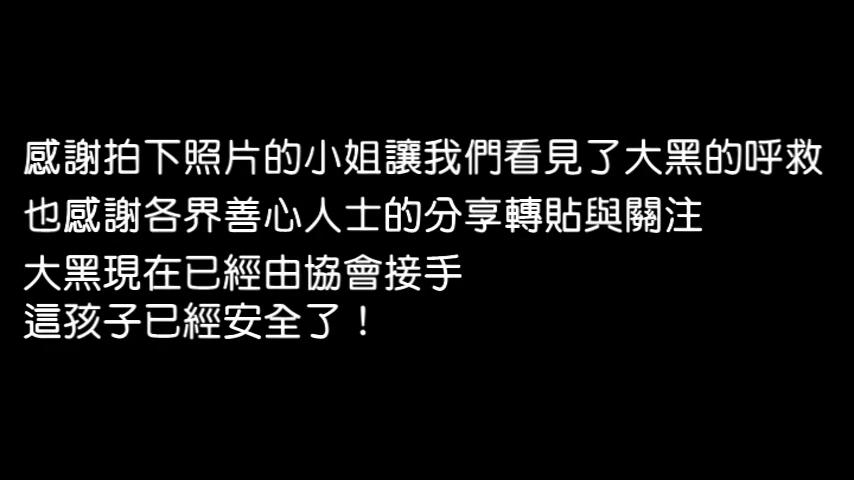 感謝拍下照片的小姐讓我們看見了大黑的呼救
也感謝各界善心人士的分享轉貼與關注
大黑現在已經由協會接手
這孩子已經安全了！